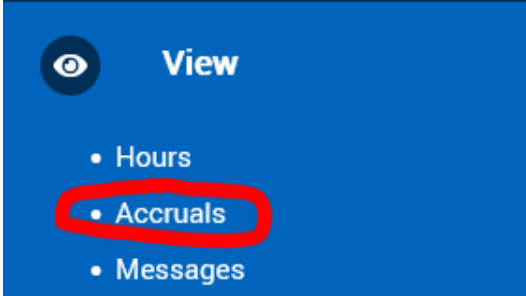 View
• Hours
• Accruals
• Messages